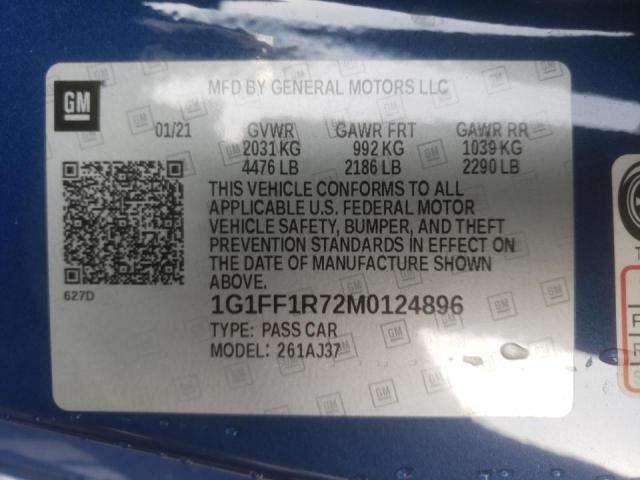 MFD BY GENERAL MOTORS LLC
GM
01/21 GVWR GAWR FRT GAWR RR
2031 KG 992 KG 1039 KG
4476 LB 2186 LB 2290 LB
THIS VEHICLE CONFORMS TO ALL
APPLICABLE U.S. FEDERAL MOTOR
VEHICLE SAFETY, BUMPER, AND THEFT
PREVENTION STANDARDS IN EFFECT ON
THE DATE OF MANUFACTURE SHOWN
ABOVE.
627D
1G1FF1R72M0124896
TYPE: PASS CAR
MODEL: 261AJ37